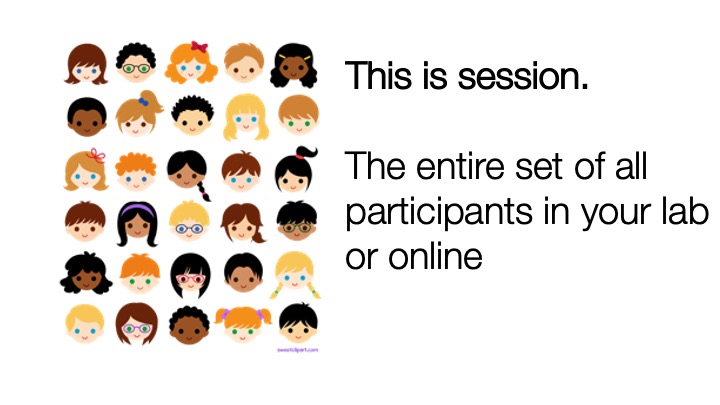 This is session.
The entire set of all
participants in your lab
or online
sweetclipart.com